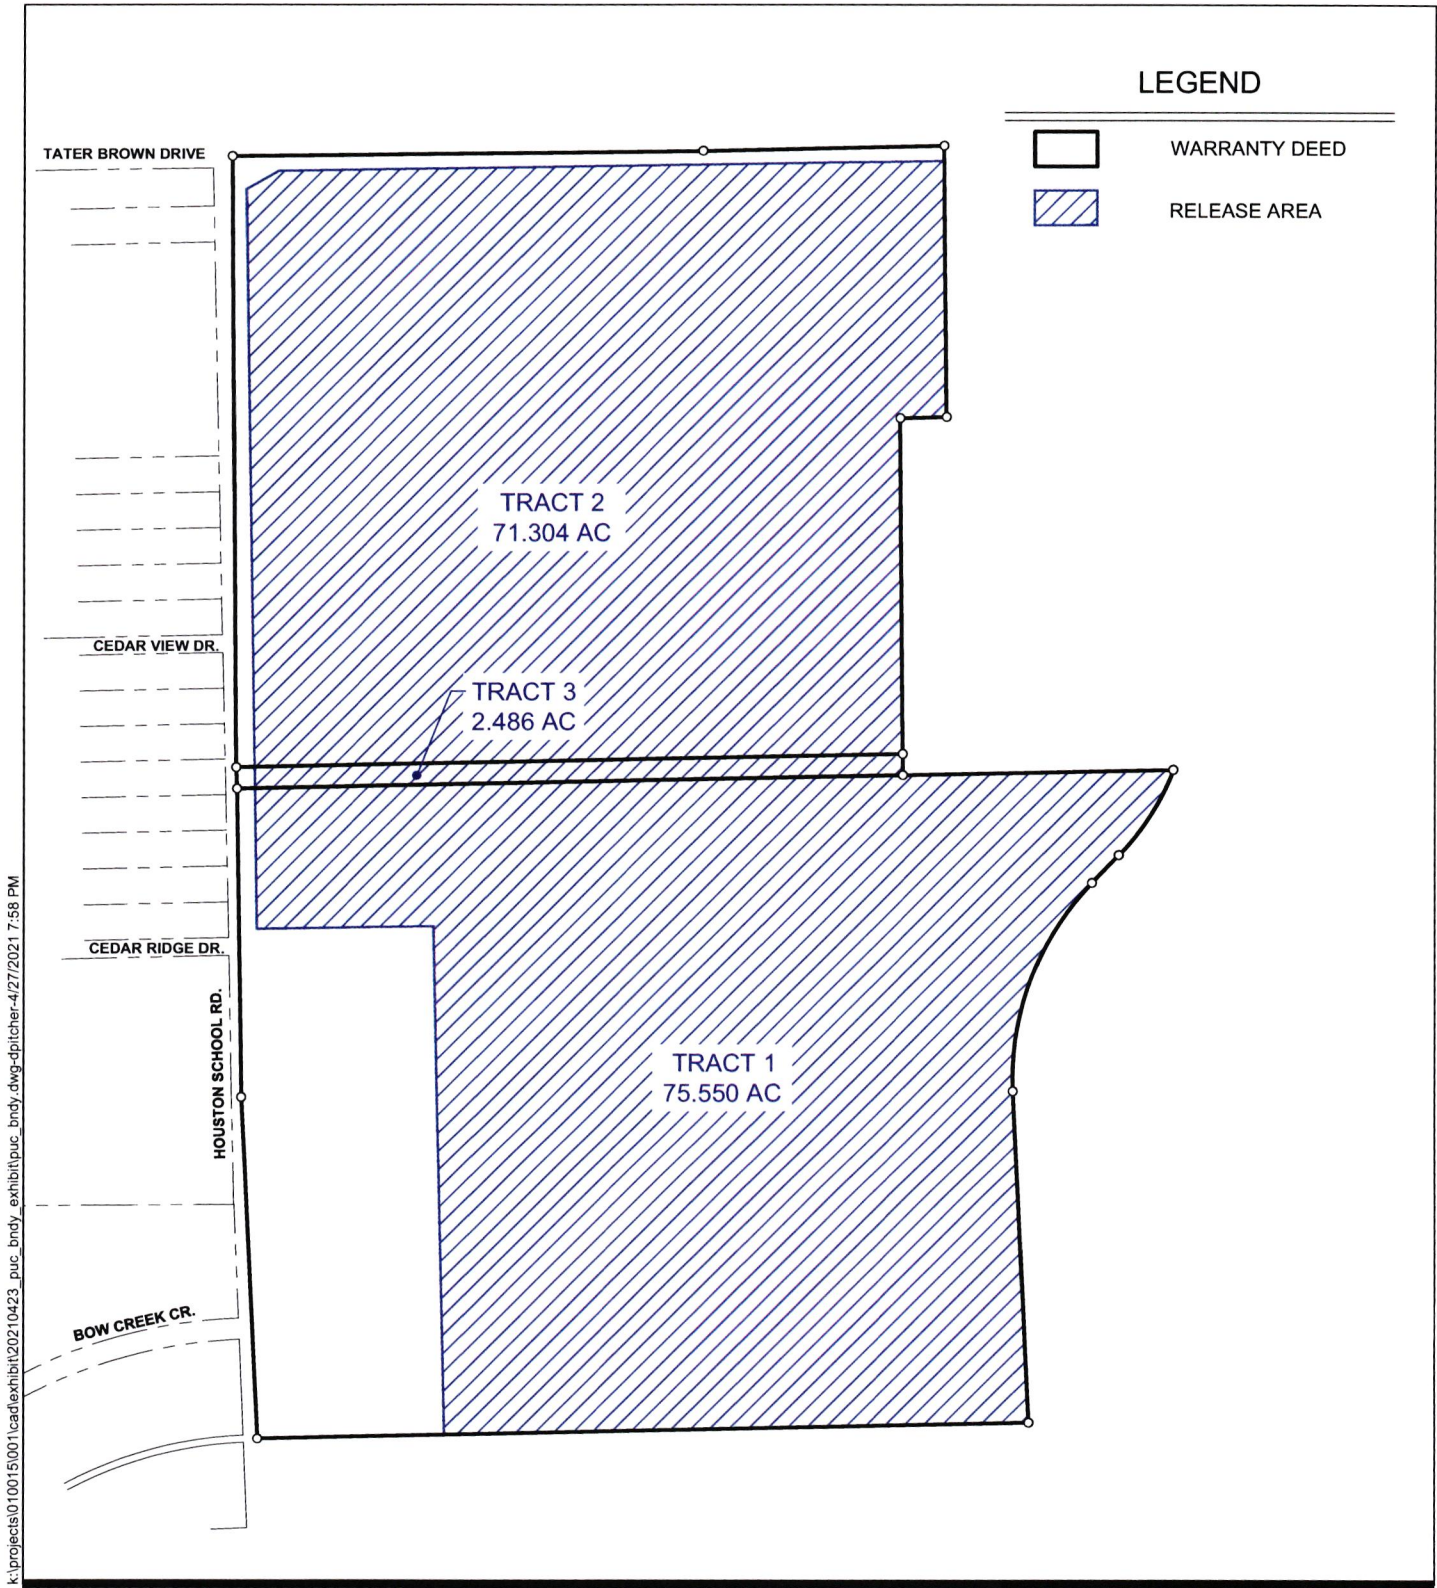 LEGEND
WARRANTY DEED
RELEASE AREA
TATER BROWN DRIVE
TRACT 2
71.304 AC
CEDAR VIEW DR.
TRACT 3
2.486 AC
CEDAR RIDGE DR.
HOUSTON SCHOOL RD.
TRACT 1
75.550 AC
BOW CREEK CR.
k:\projects\010015\001\cad\exhibit\20210423_puc_bndy_exhibit\puc_bndy.dwg-dpitcher-4/27/2021 7:58 PM